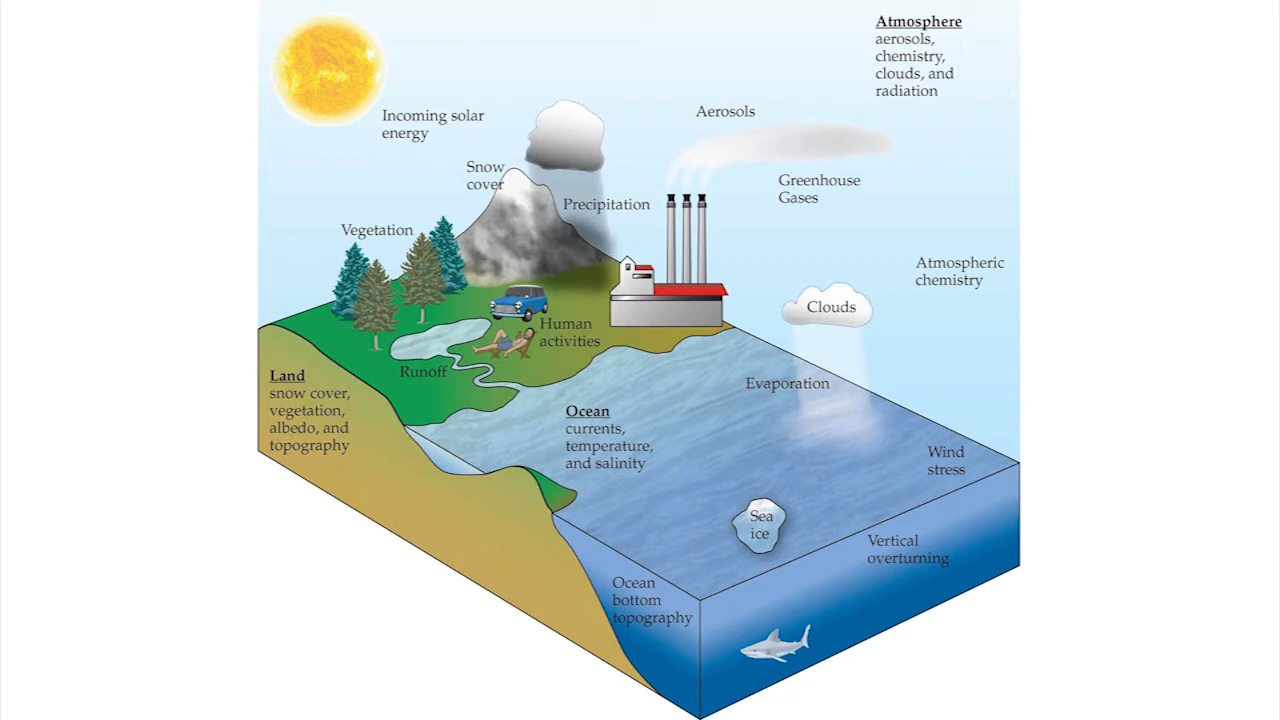 Atmosphere
aerosols,
chemistry,
clouds, and
radiation
Incoming solar
energy
Aerosols
Snow
cover
Precipitation
Greenhouse
Gases
Vegetation
Atmospheric
chemistry
Clouds
Human
activities
Runoff
Land
snow cover,
vegetation,
albedo, and
topography
Evaporation
Ocean
currents,
temperature,
and salinity
Wind
stress
Sea
ice
Vertical
overturning
Ocean
bottom
topography